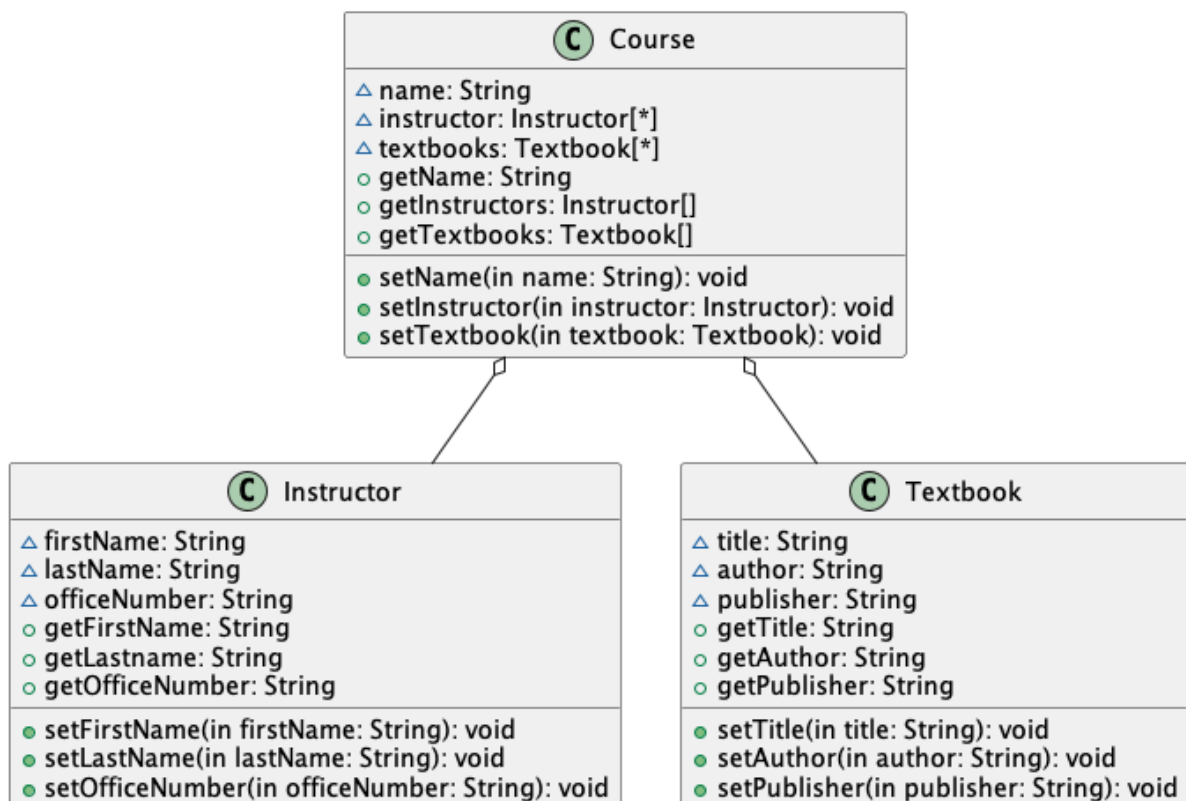 C Course
name: String
instructor: Instructor[*]
textbooks: Textbook[*]
getName: String
getInstructors: Instructor[]
getTextbooks: Textbook[]
setName(in name: String): void
setInstructor(in instructor: Instructor): void
setTextbook(in textbook: Textbook): void
C Instructor
firstName: String
lastName: String
officeNumber: String
getFirstName: String
getLastname: String
getOfficeNumber: String
setFirstName(in firstName: String): void
setLastName(in lastName: String): void
setOfficeNumber(in officeNumber: String): void
C Textbook
title: String
author: String
publisher: String
getTitle: String
getAuthor: String
getPublisher: String
setTitle(in title: String): void
setAuthor(in author: String): void
setPublisher(in publisher: String): void